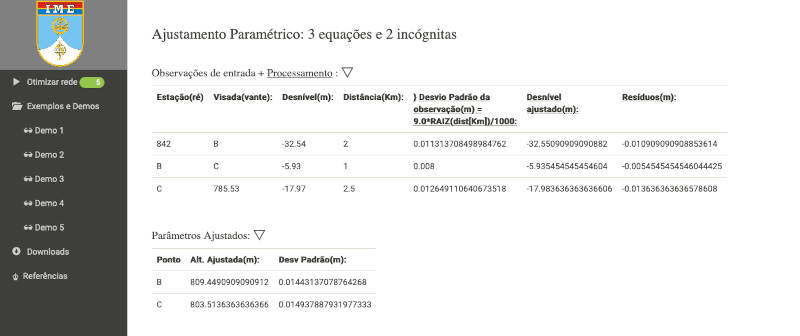 IME
Otimizar rede 5
Exemplos e Demos
Demo 1
Demo 2
Demo 3
Demo 4
Demo 5
Downloads
Referências
Ajustamento Paramétrico: 3 equações e 2 incógnitas
Observações de entrada + Processamento :
Estação(ré) Visada(vante): Desnível(m): Distância(Km): } Desvio Padrão da Desnível Resíduos(m):
observação(m) = ajustado(m):
9.0*RAIZ(dist[Km])/1000:
842 B -32.54 2 0.011313708498984762 -32.55090909090882 -0.010909090908853614
B C -5.93 1 0.008 -5.935454545454604 -0.0054545454546044425
C 785.53 -17.97 2.5 0.012649110640673518 -17.983636363636606 -0.013636363636578608
Parâmetros Ajustados:
Ponto Alt. Ajustada(m): Desv Padrão(m):
B 809.4490909090912 0.01443137078764268
C 803.5136363636366 0.014937887931977333